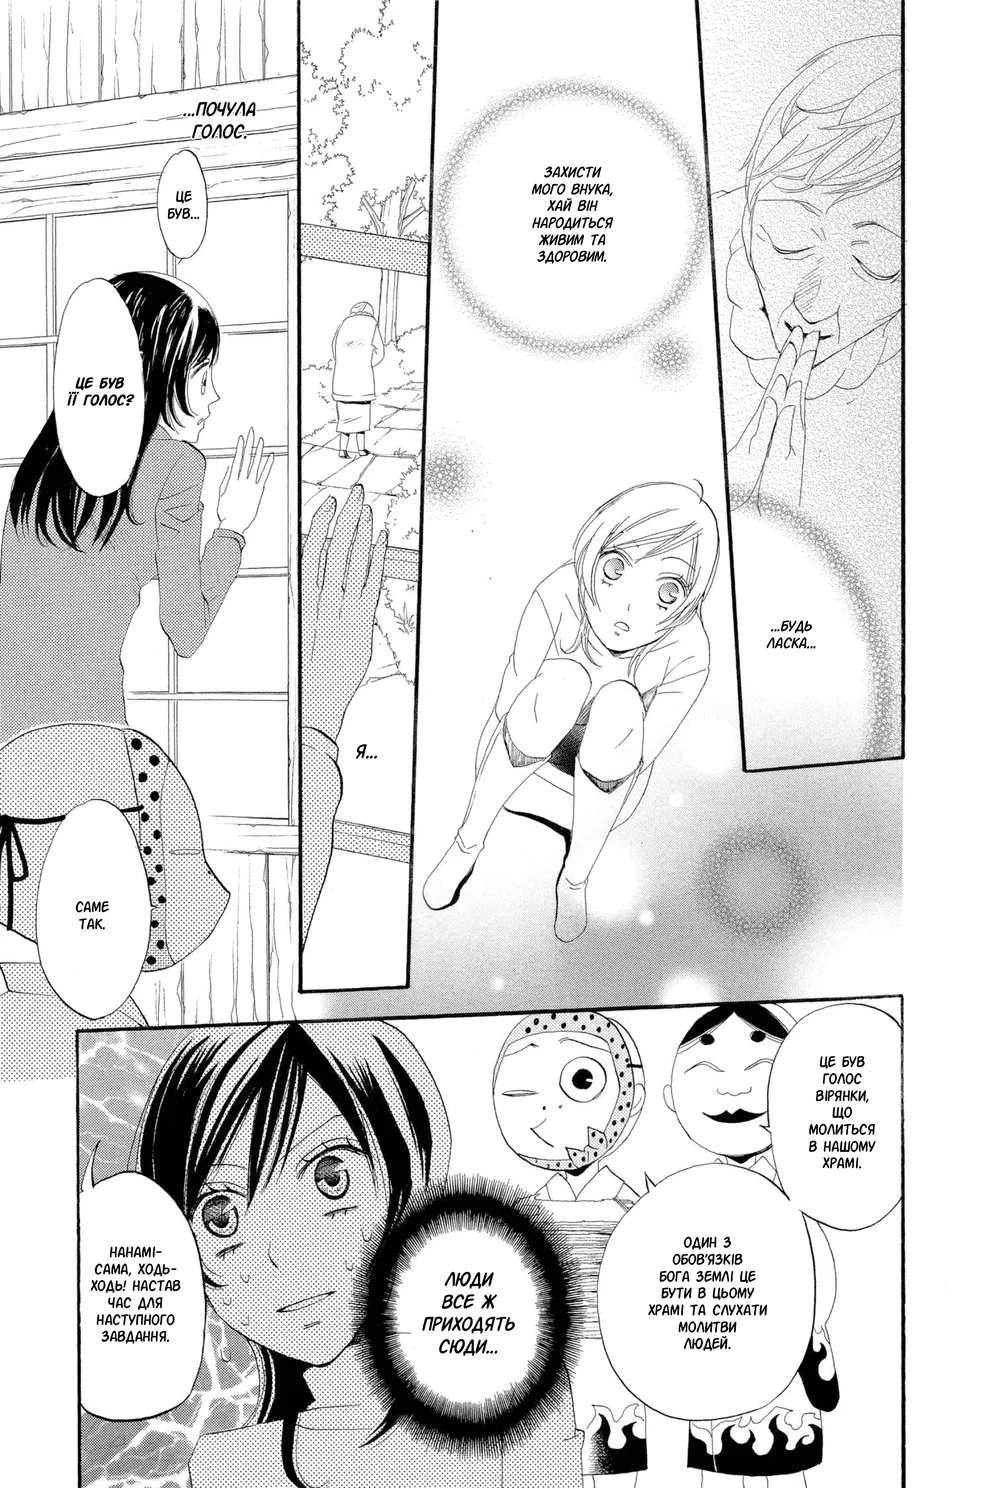 ...БУДЬ
ЛАСКА...
ЗАХИСТИ
МОГО ВНУКА,
ХАЙ ВІН
НАРОДИТЬСЯ
ЖИВИМ ТА
ЗДОРОВИМ.
Я...
...ПОЧУЛА
ГОЛОС.
ЦЕ
БУВ...
ЦЕ БУВ
ЇЇ ГОЛОС?
САМЕ
ТАК.
ЦЕ БУВ
ГОЛОС
ВІРЯНКИ,
ЩО
МОЛИТЬСЯ
В НАШОМУ
ХРАМІ.
ОДИН З
ОБОВ'ЯЗКІВ
БОГА ЗЕМЛІ ЦЕ
БУТИ В ЦЬОМУ
ХРАМІ ТА СЛУХАТИ
МОЛИТВИ
ЛЮДЕЙ.
ЛЮДИ
ВСЕ Ж
ПРИХОДЯТЬ
СЮДИ...
НАНАМІ-
САМА, ХОДЬ-
ХОДЬ! НАСТАВ
ЧАС ДЛЯ
НАСТУПНОГО
ЗАВДАННЯ.